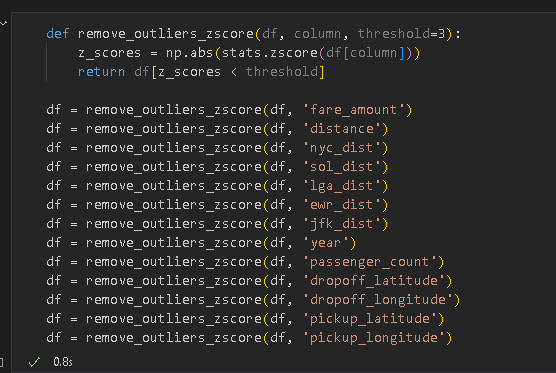 def remove_outliers_zscore(df, column, threshold=3):
    z_scores = np.abs(stats.zscore(df[column]))
    return df[z_scores < threshold]
df = remove_outliers_zscore(df, 'fare_amount')
df = remove_outliers_zscore(df, 'distance')
df = remove_outliers_zscore(df, 'nyc_dist')
df = remove_outliers_zscore(df, 'sol_dist')
df = remove_outliers_zscore(df, 'lga_dist')
df = remove_outliers_zscore(df, 'ewr_dist')
df = remove_outliers_zscore(df, 'jfk_dist')
df = remove_outliers_zscore(df, 'year')
df = remove_outliers_zscore(df, 'passenger_count')
df = remove_outliers_zscore(df, 'dropoff_latitude')
df = remove_outliers_zscore(df, 'dropoff_longitude')
df = remove_outliers_zscore(df, 'pickup_latitude')
df = remove_outliers_zscore(df, 'pickup_longitude')
0.8s